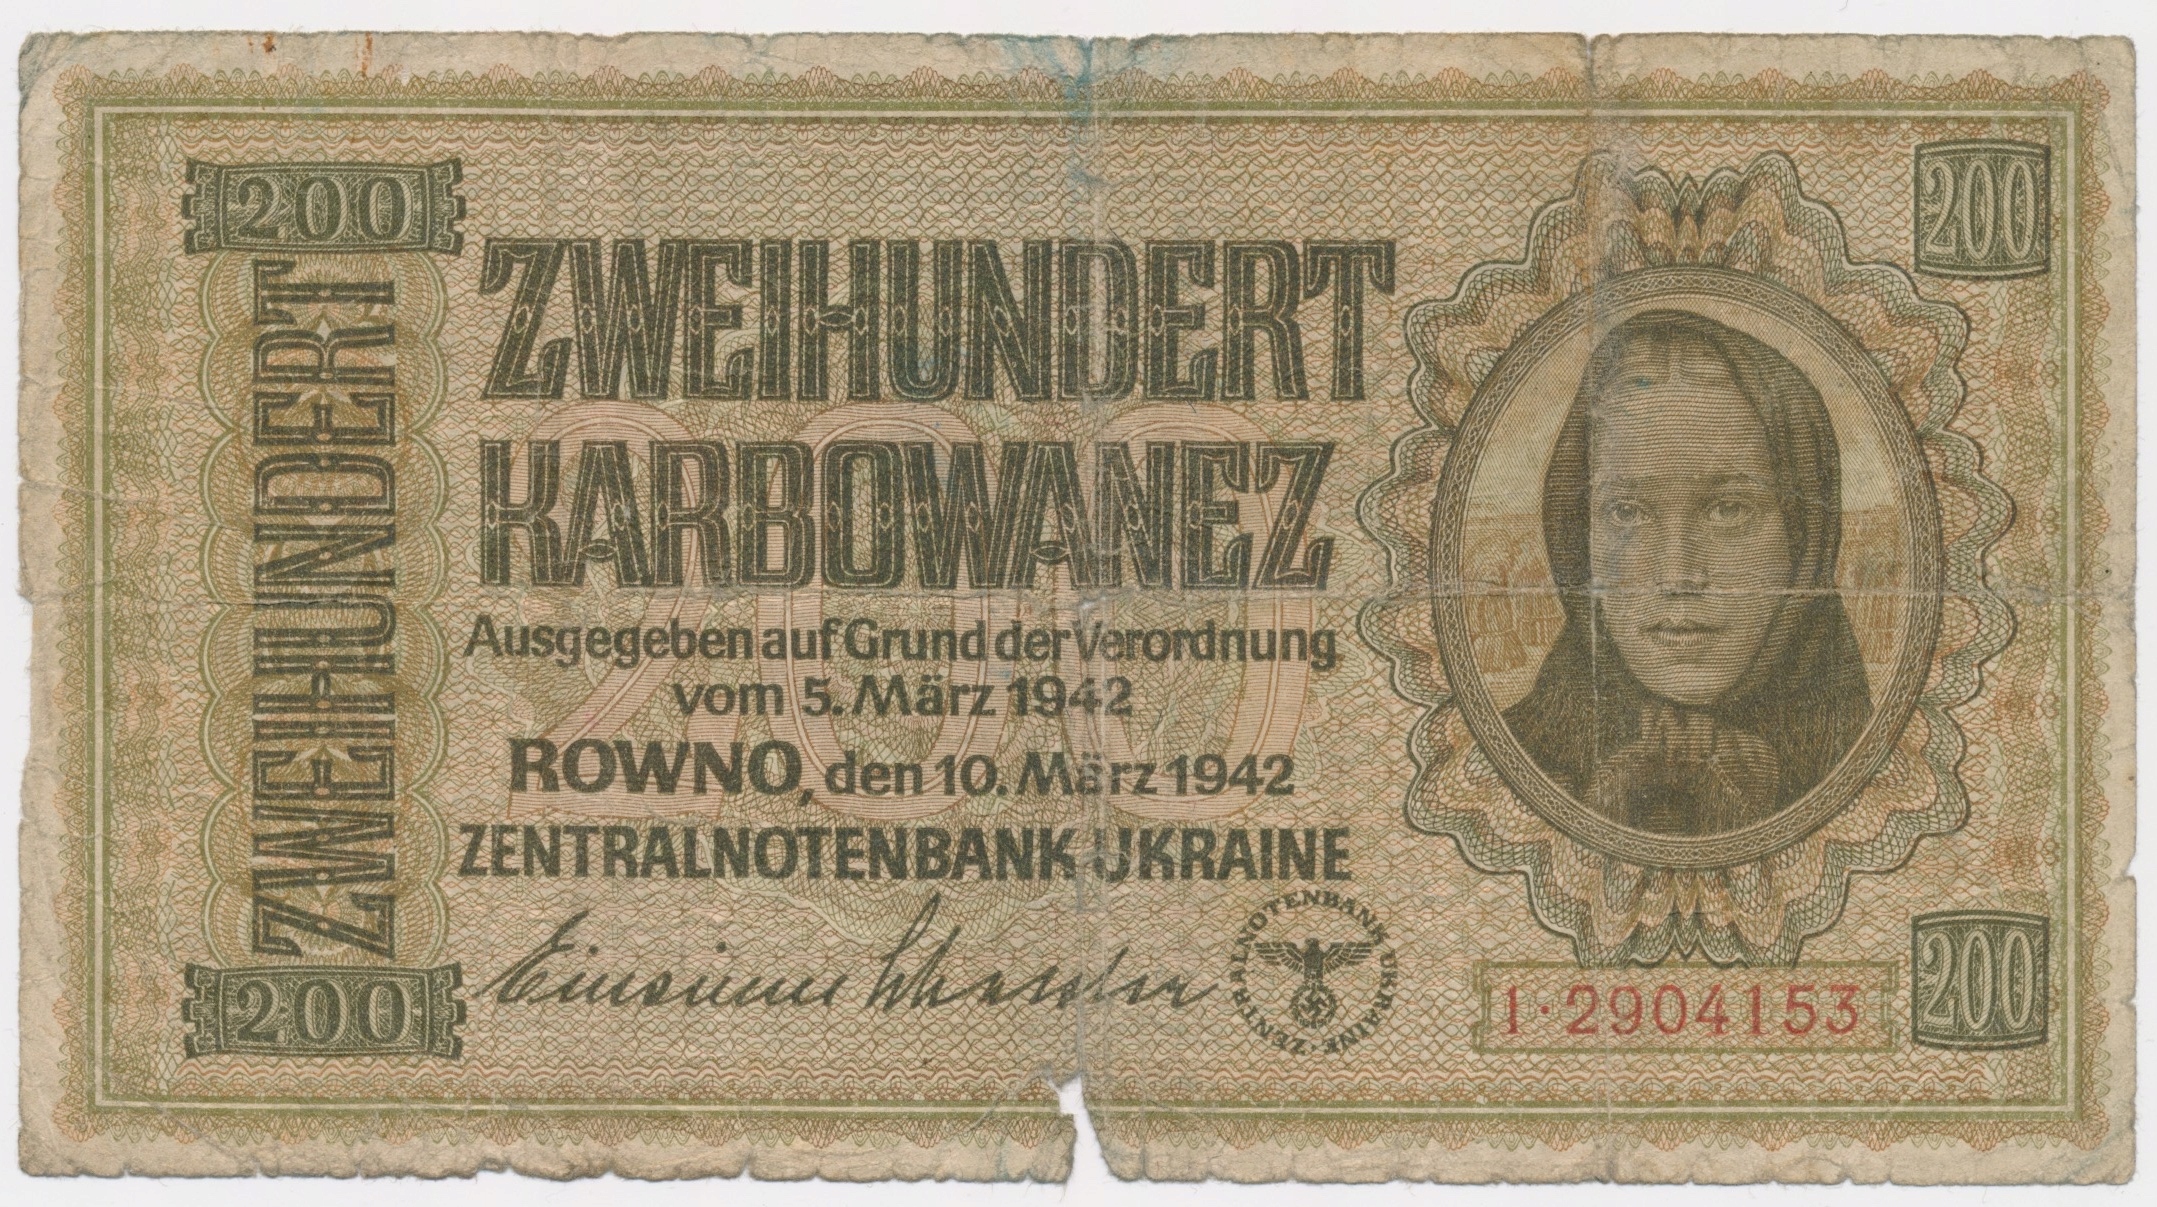 200
ZWEIHUNDERT
200
ZWEIHUNDERT
KARBOWANEZ
200
Ausgegeben auf Grund der Verordnung
vom 5. März 1942
ROWNO, den 10. März 1942
ZENTRALNOTENBANK UKRAINE
ZENTRALNOTENBANK UKRAINE
200
1·2904153
200